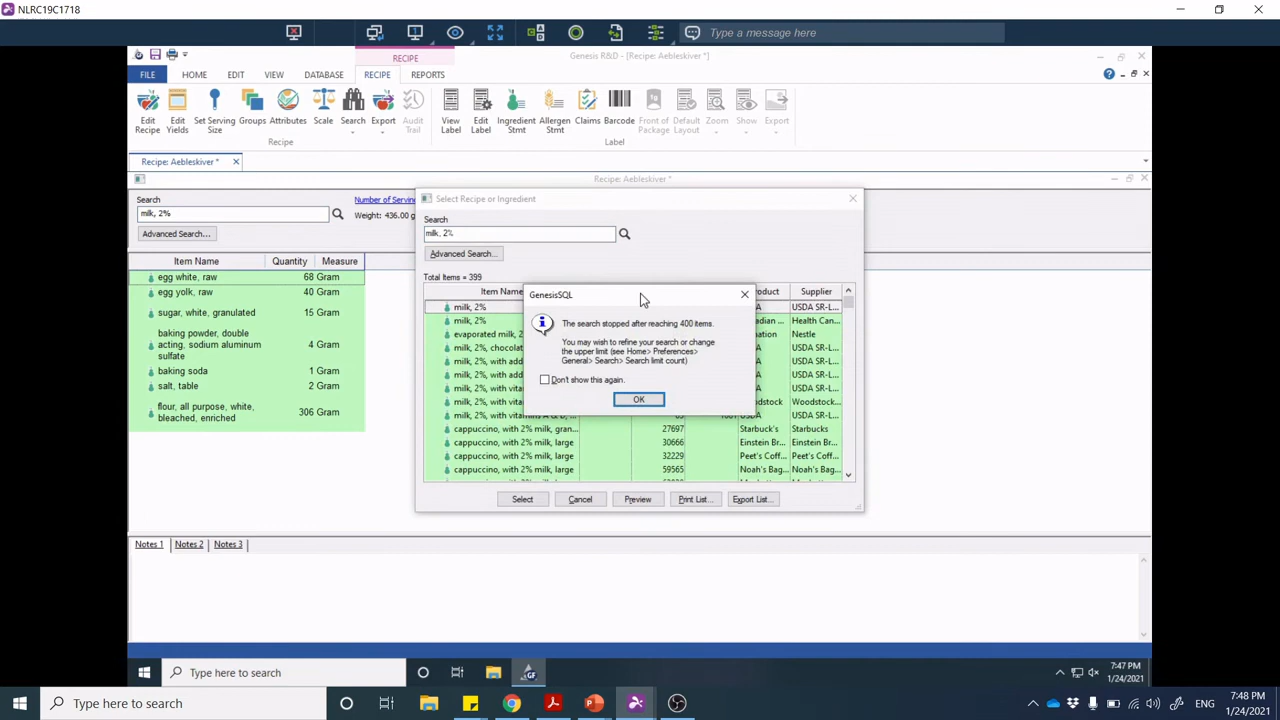 NLRC19C1718
Type a message here
RECIPE
Genesis R&D - [Recipe: Aebleskiver *]
FILE
HOME
EDIT
VIEW
DATABASE
RECIPE
REPORTS
Edit Recipe
Edit Yields
Set Serving Size
Groups
Attributes
Scale
Search
Export
Audit Trail
View Label
Edit Label
Ingredient Stmt
Allergen Stmt
Claims
Barcode
Front of Package
Default Layout
Zoom
Show
Export
Recipe
Label
Recipe: Aebleskiver *
Recipe: Aebleskiver *
Search
milk, 2%
Advanced Search...
Number of Servin
Weight: 436.00 g
Item Name Quantity Measure
egg white, raw 68 Gram
egg yolk, raw 40 Gram
sugar, white, granulated 15 Gram
baking powder, double
acting, sodium aluminum 4 Gram
sulfate
baking soda 1 Gram
salt, table 2 Gram
flour, all purpose, white, 306 Gram
bleached, enriched
Select Recipe or Ingredient
Search
milk, 2%
Advanced Search...
Total Items = 399
Item Name Supplier
milk, 2% USDA SR-L...
milk, 2% Health Can...
evaporated milk, 2% Nestle
milk, 2%, chocolat USDA SR-L...
milk, 2%, with add USDA SR-L...
milk, 2%, with add USDA SR-L...
milk, 2%, with vita USDA SR-L...
milk, 2%, with vita Woodstock
milk, 2%, with vitamins A & D, ... USDA SR-L...
cappuccino, with 2% milk, gran... 27697 Starbuck's Starbucks
cappuccino, with 2% milk, large 30666 Einstein Br... Einstein Br...
cappuccino, with 2% milk, large 32229 Peet's Coff... Peet's Coff...
cappuccino, with 2% milk, large 59565 Noah's Bag... Noah's Bag...
GenesisSQL
The search stopped after reaching 400 items.
You may wish to refine your search or change
the upper limit (see Home> Preferences>
General> Search> Search limit count)
Don't show this again.
OK
Select
Cancel
Preview
Print List...
Export List...
Notes 1
Notes 2
Notes 3
Type here to search
GF
7:47 PM
1/24/2021
Type here to search
ENG
7:48 PM
1/24/2021